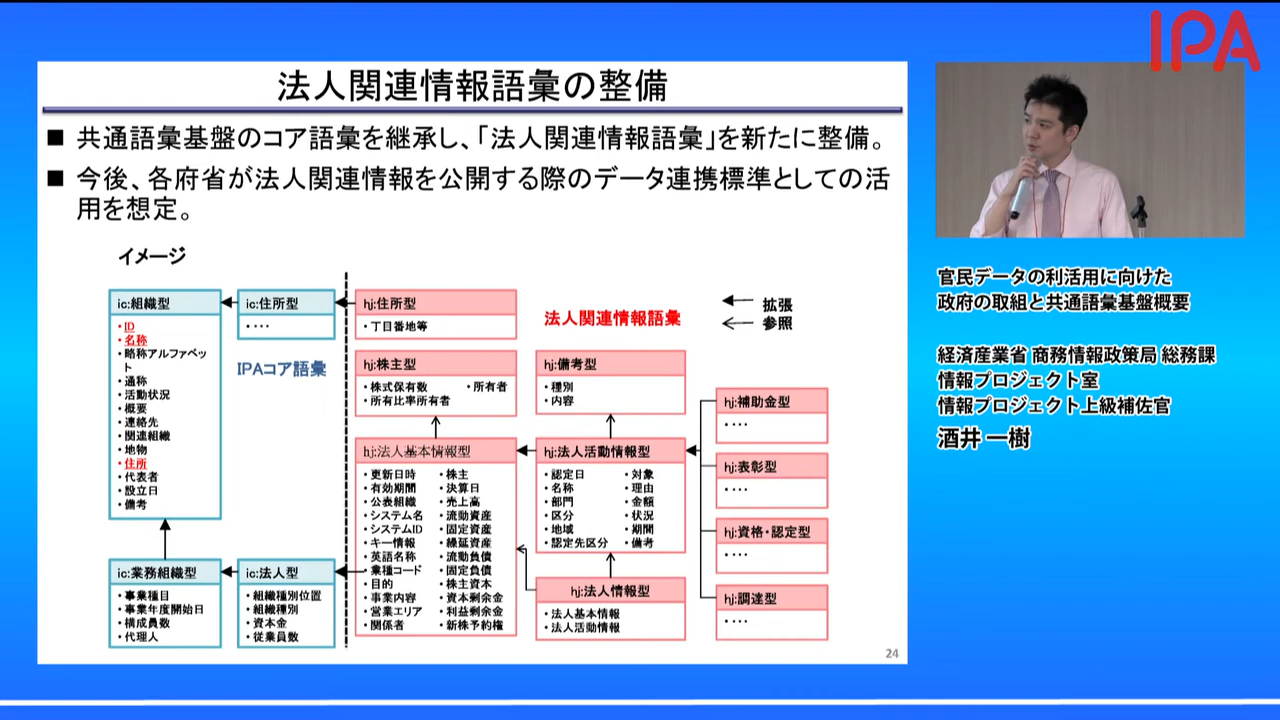 IPA
法人関連情報語彙の整備
■ 共通語彙基盤のコア語彙を継承し、「法人関連情報語彙」を新たに整備。
■ 今後、各府省が法人関連情報を公開する際のデータ連携標準としての活
用を想定。
イメージ
ic:組織型
・ID
・名称
・略称アルファベッ
ト
・通称
・活動状況
・概要
・連絡先
・関連組織
・地物
・住所
・代表者
・設立日
・備考
ic:住所型
・・・・
IPAコア語彙
hj:住所型
・丁目番地等
法人関連情報語彙
拡張
参照
hj:株主型
・株式保有数 ・所有者
・所有比率所有者
hj:備考型
・種別
・内容
hj:法人基本情報型
・更新日時 ・株主
・有効期間 ・決算日
・公表組織 ・売上高
・システム名 ・流動資産
・システムID ・固定資産
・キー情報 ・繰延資産
・英語名称 ・流動負債
・業種コード ・固定負債
・目的 ・株主資本
・事業内容 ・資本剰余金
・営業エリア ・利益剰余金
・関係者 ・新株予約権
hj:法人活動情報型
・認定日 ・対象
・名称 ・理由
・部門 ・金額
・区分 ・状況
・地域 ・期間
・認定先区分 ・備考
hj:補助金型
・・・・
hj:表彰型
・・・・
hj:資格・認定型
・・・・
hj:調達型
・・・・
ic:業務組織型
・事業種目
・事業年度開始日
・構成員数
・代理人
ic:法人型
・組織種別位置
・組織種別
・資本金
・従業員数
hj:法人情報型
・法人基本情報
・法人活動情報
24
官民データの利活用に向けた
政府の取組と共通語彙基盤概要
経済産業省 商務情報政策局 総務課
情報プロジェクト室
情報プロジェクト上級補佐官
酒井 一樹